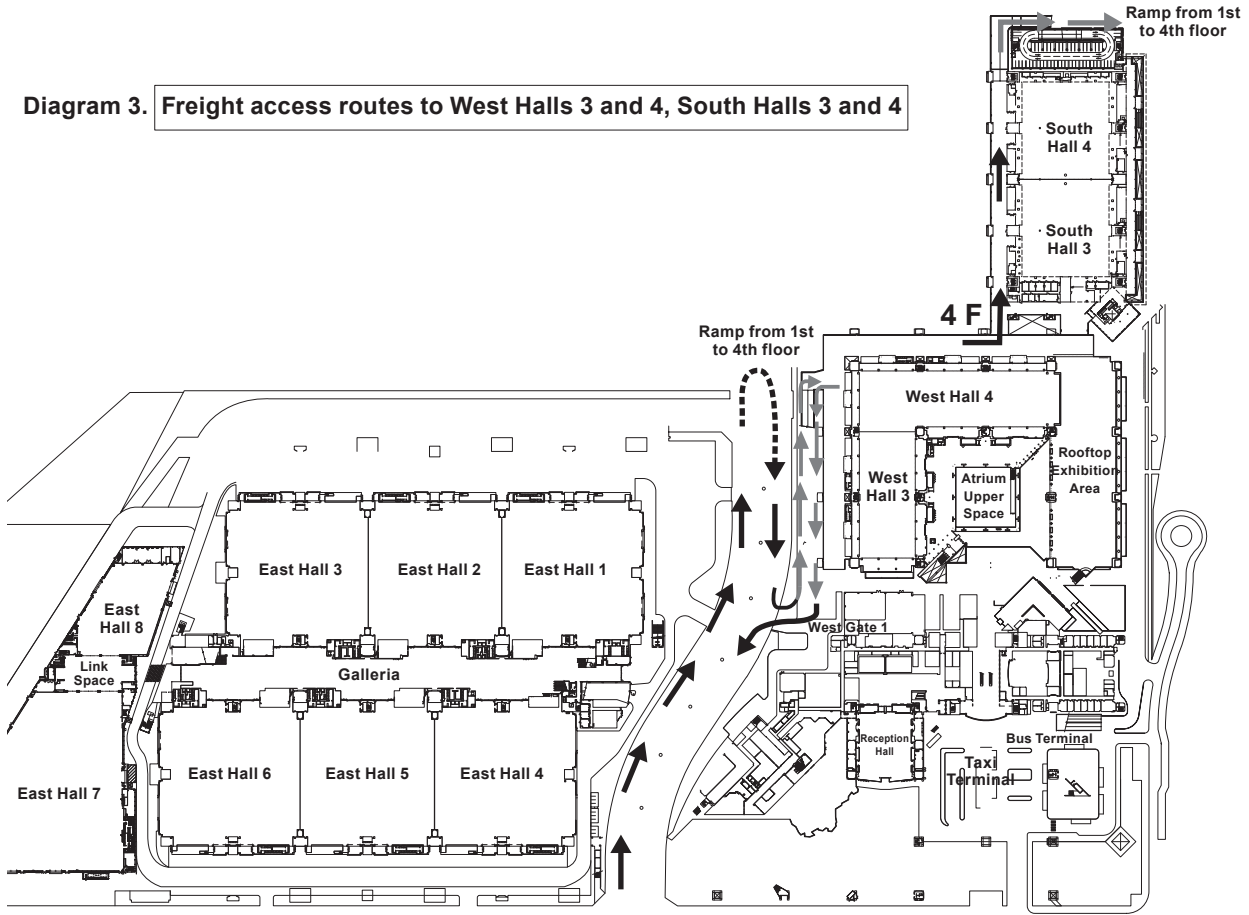 Ramp from 1st
to 4th floor
Diagram 3. Freight access routes to West Halls 3 and 4, South Halls 3 and 4
South
Hall 4
South
Hall 3
4 F
Ramp from 1st
to 4th floor
West Hall 4
West
Hall 3
Atrium
Upper
Space
Rooftop
Exhibition
Area
East Hall 3
East Hall 2
East Hall 1
East
Hall 8
West Gate 1
Link
Space
Galleria
Reception
Hall
Bus Terminal
Taxi
Terminal
East Hall 7
East Hall 6
East Hall 5
East Hall 4